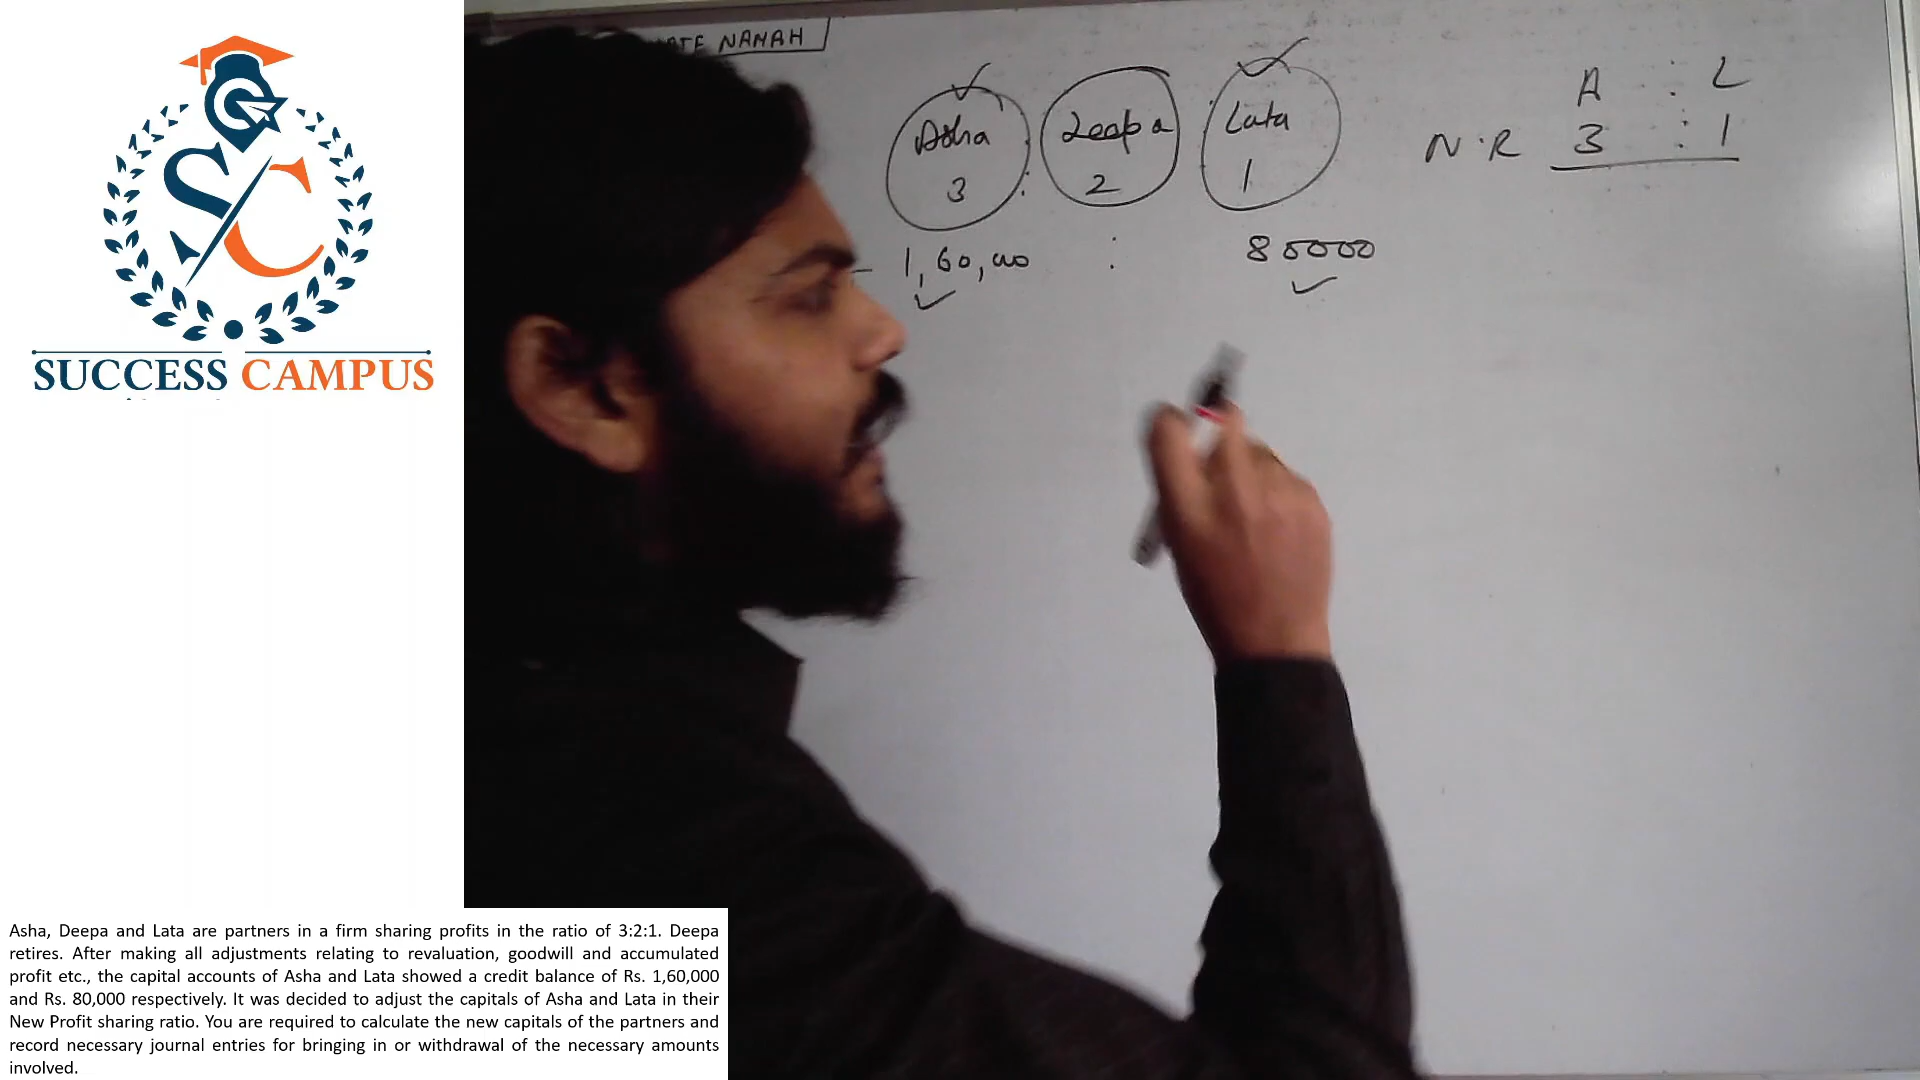 SUCCESS CAMPUS
NAHAH
Asha : Deepa : Lata
3 : 2 1
1,60,000 : 80000
A : L
N.R 3 : 1
Asha, Deepa and Lata are partners in a firm sharing profits in the ratio of 3:2:1. Deepa
retires. After making all adjustments relating to revaluation, goodwill and accumulated
profit etc., the capital accounts of Asha and Lata showed a credit balance of Rs. 1,60,000
and Rs. 80,000 respectively. It was decided to adjust the capitals of Asha and Lata in their
New Profit sharing ratio. You are required to calculate the new capitals of the partners and
record necessary journal entries for bringing in or withdrawal of the necessary amounts
involved.